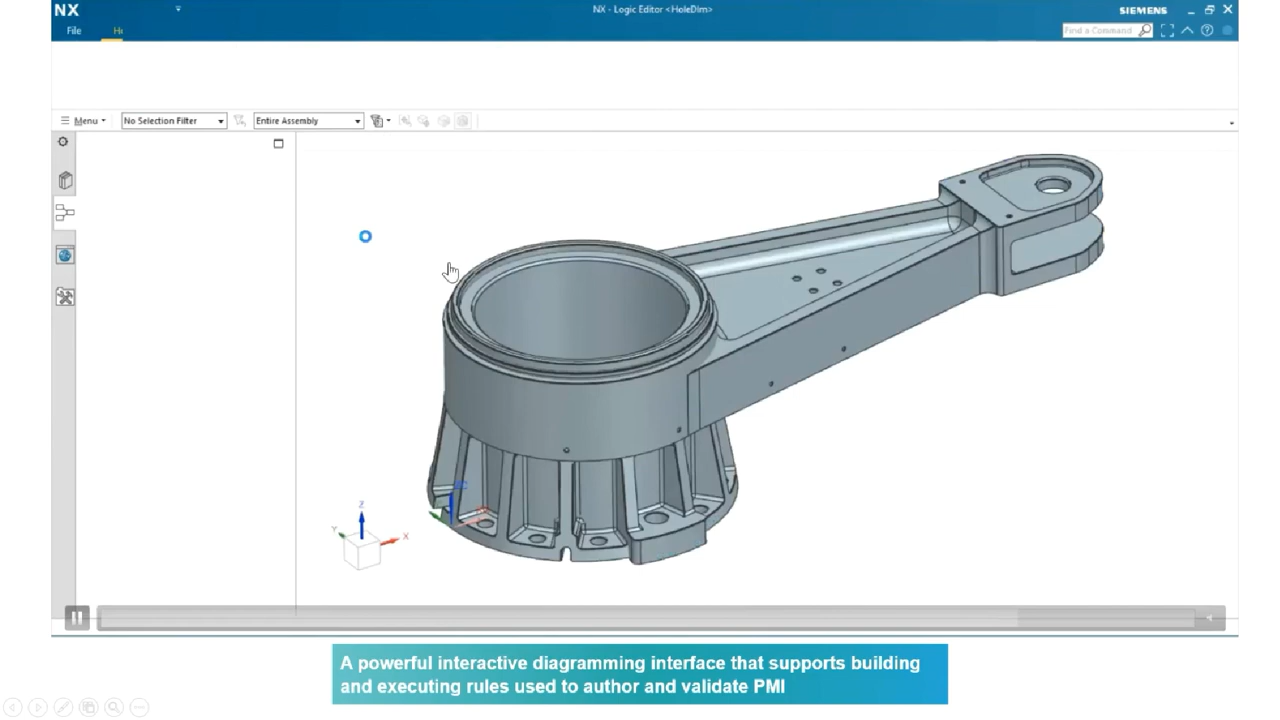 NX
NX - Logic Editor <HoleDim>
SIEMENS
File
Find a Command
Menu
No Selection Filter
Entire Assembly
Z
Y
X
A powerful interactive diagramming interface that supports building
and executing rules used to author and validate PMI